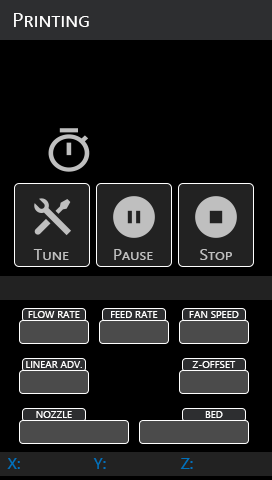 Printing
Tune Pause Stop
FLOW RATE FEED RATE FAN SPEED
LINEAR ADV. Z-OFFSET
NOZZLE BED
X: Y: Z: